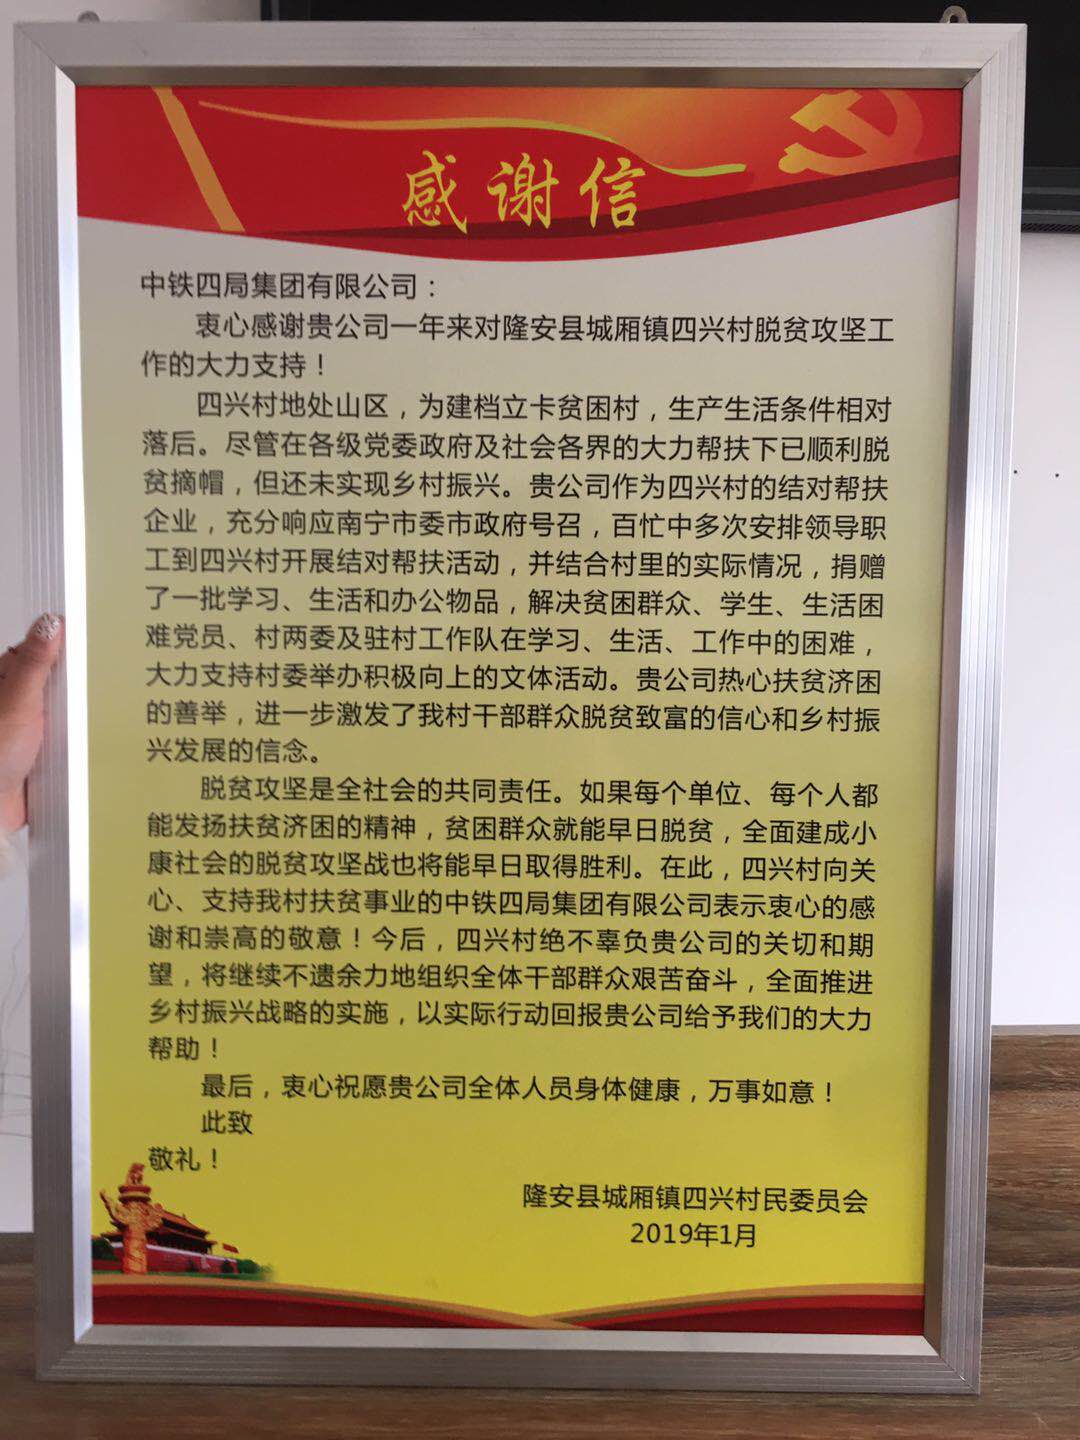 感谢信
中铁四局集团有限公司：
衷心感谢贵公司一年来对隆安县城厢镇四兴村脱贫攻坚工
作的大力支持！
四兴村地处山区，为建档立卡贫困村，生产生活条件相对
落后。尽管在各级党委政府及社会各界的大力帮扶下已顺利脱
贫摘帽，但还未实现乡村振兴。贵公司作为四兴村的结对帮扶
企业，充分响应南宁市委市政府号召，百忙中多次安排领导职
工到四兴村开展结对帮扶活动，并结合村里的实际情况，捐赠
了一批学习、生活和办公物品，解决贫困群众、学生、生活困
难党员、村两委及驻村工作队在学习、生活、工作中的困难，
大力支持村委举办积极向上的文体活动。贵公司热心扶贫济困
的善举，进一步激发了我村干部群众脱贫致富的信心和乡村振
兴发展的信念。
脱贫攻坚是全社会的共同责任。如果每个单位、每个人都
能发扬扶贫济困的精神，贫困群众就能早日脱贫，全面建成小
康社会的脱贫攻坚战也将能早日取得胜利。在此，四兴村向关
心、支持我村扶贫事业的中铁四局集团有限公司表示衷心的感
谢和崇高的敬意！今后，四兴村绝不辜负贵公司的关切和期
望，将继续不遗余力地组织全体干部群众艰苦奋斗，全面推进
乡村振兴战略的实施，以实际行动回报贵公司给予我们的大力
帮助！
最后，衷心祝愿贵公司全体人员身体健康，万事如意！
此致
敬礼！
隆安县城厢镇四兴村民委员会
2019年1月